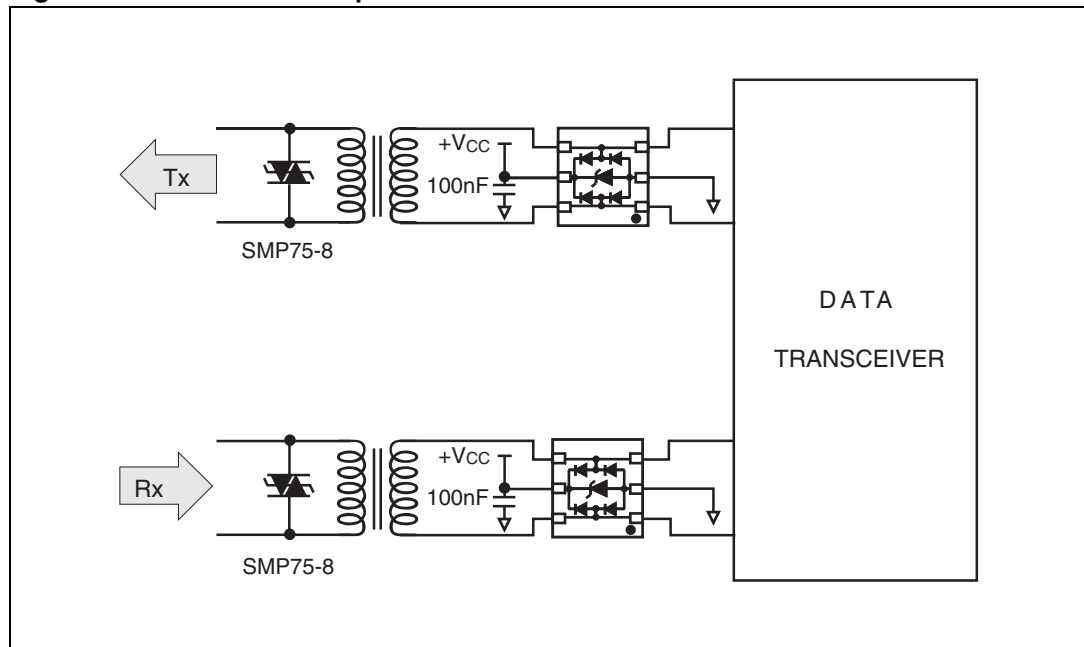 Tx
+VCC
100nF
SMP75-8
DATA
TRANSCEIVER
Rx
+VCC
100nF
SMP75-8